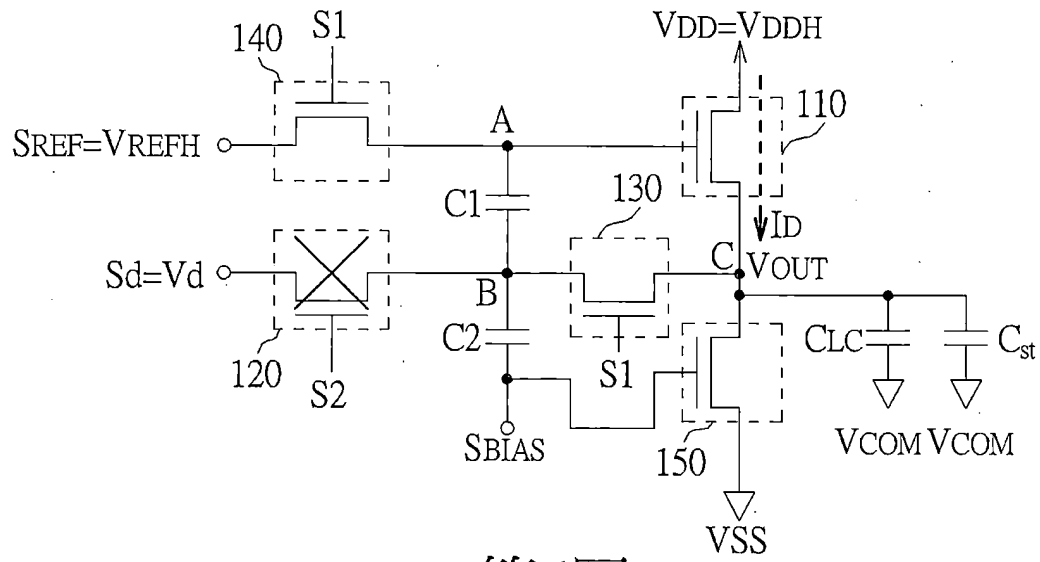 S1
140
VDD=VDDH
110
A
SREF=VREFH
C1
130
ID
C
VOUT
Sd=Vd
B
C2
CLC
Cst
120
S2
S1
SBIAS
150
VCOM VCOM
VSS